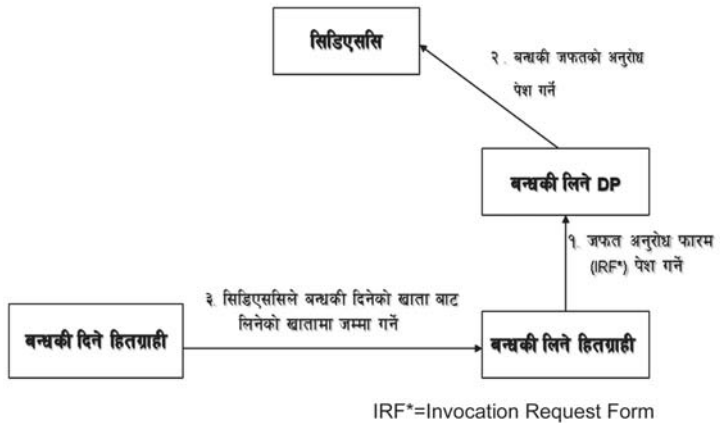 सिडिएससि
२. बन्धकी जफतको अनुरोध
पेश गर्ने
बन्धकी लिने DP
१. जफत अनुरोध फारम
(IRF*) पेश गर्ने
३. सिडिएससिले बन्धकी दिनेको खाता बाट
लिनेको खातामा जम्मा गर्ने
बन्धकी दिने हितग्राही
बन्धकी लिने हितग्राही
IRF*=Invocation Request Form